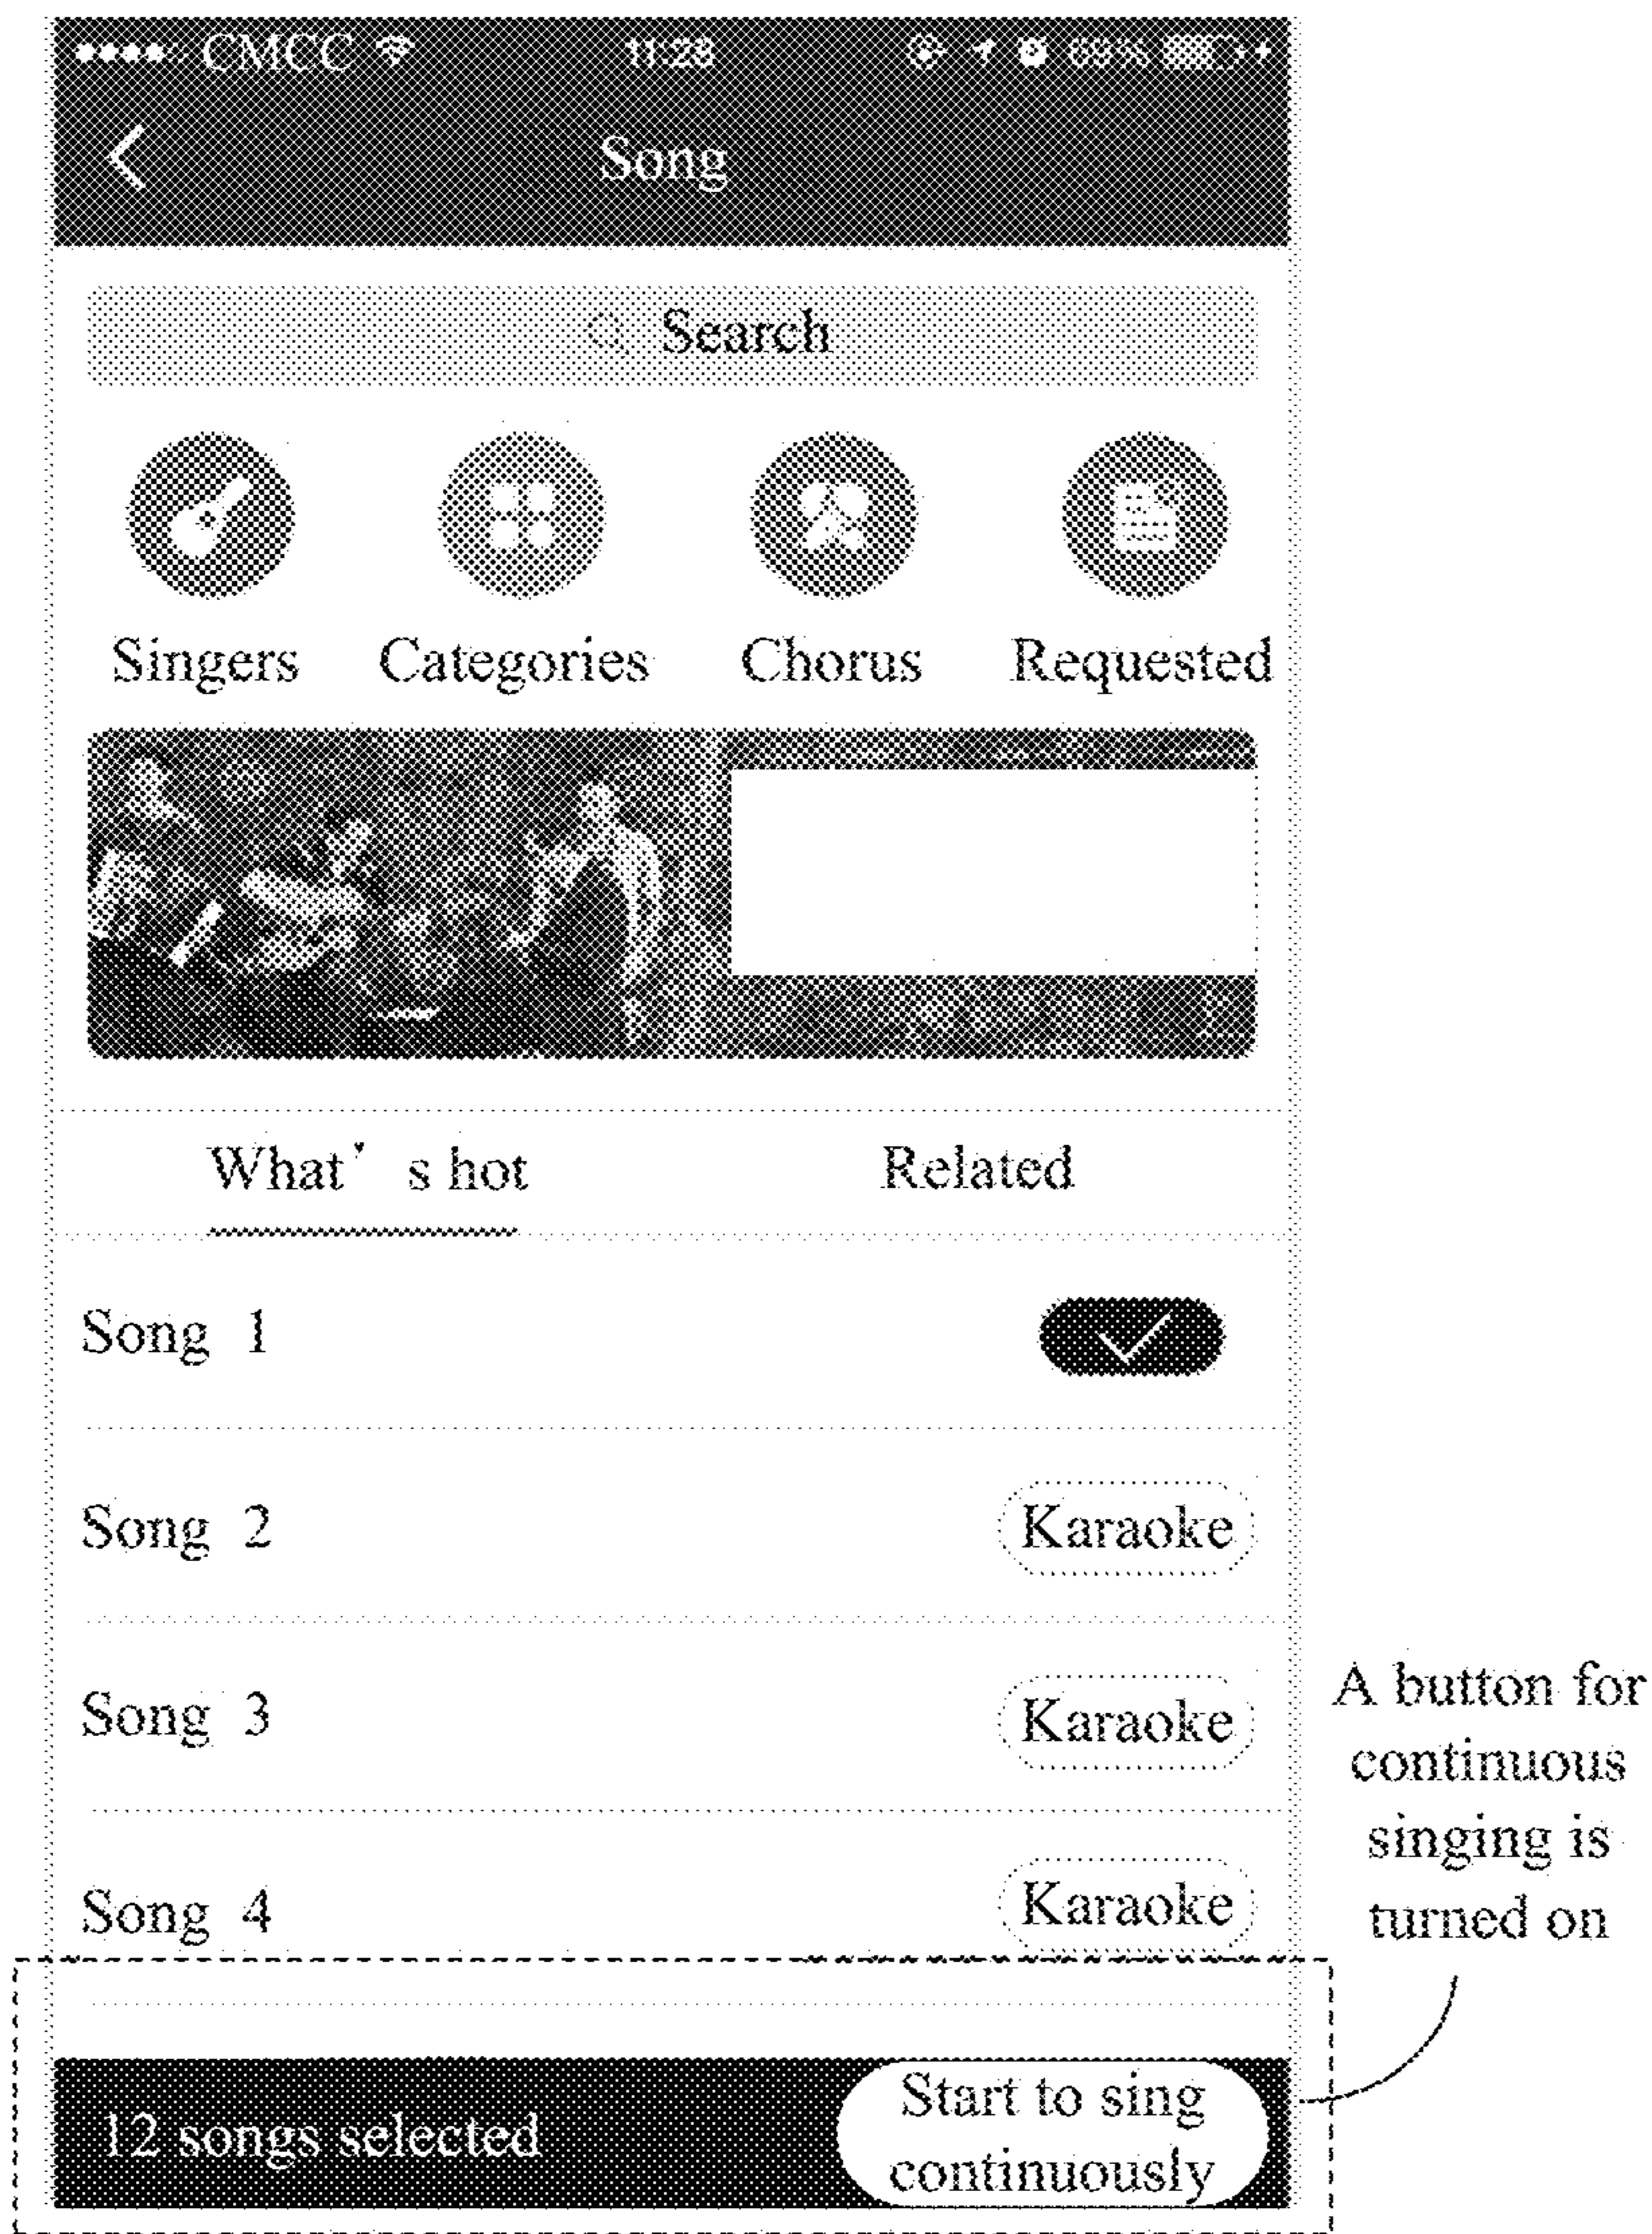 CMCC 11:28 69%
Song
Search
Singers Categories Chorus Requested
What's hot Related
Song 1
Song 2 Karaoke
Song 3 Karaoke
Song 4 Karaoke
A button for
continuous
singing is
turned on
12 songs selected
Start to sing
continuously